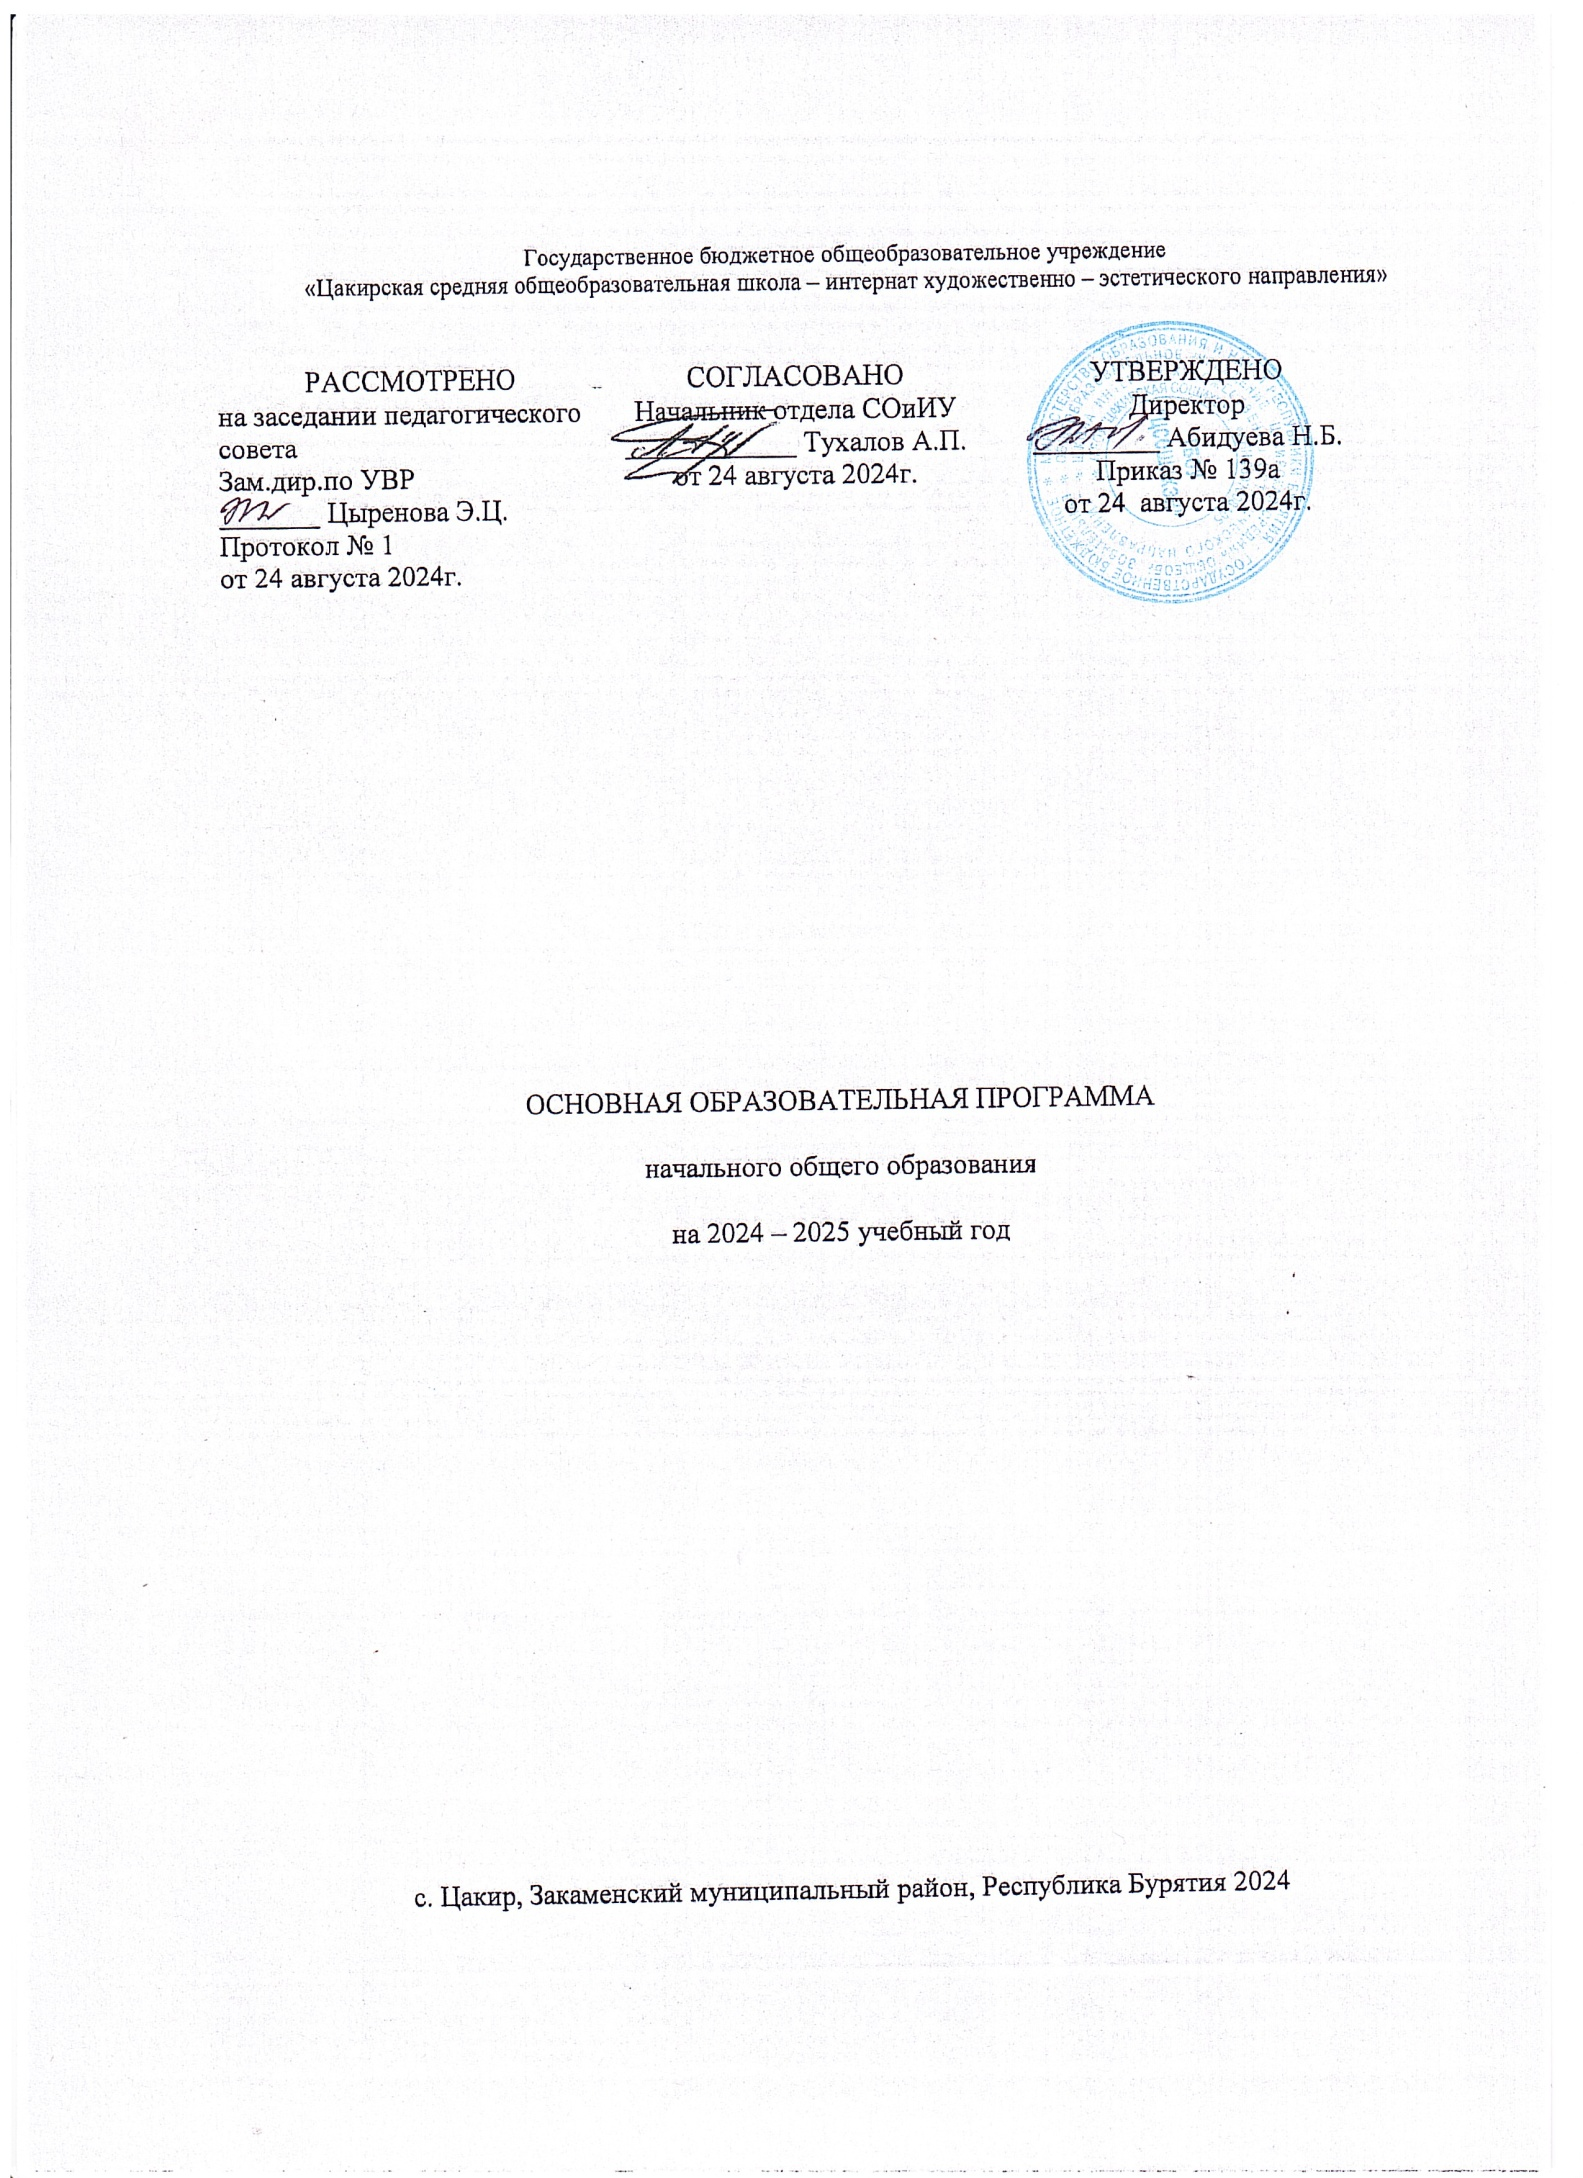 Государственное бюджетное общеобразовательное учреждение
«Цакирская средняя общеобразовательная школа – интернат художественно – эстетического направления»
РАССМОТРЕНО
на заседании педагогического
совета
Зам.дир.по УВР
________ Цыренова Э.Ц.
Протокол № 1
от 24 августа 2024г.
СОГЛАСОВАНО
Начальник отдела СОиИУ
____________ Тухалов А.П.
от 24 августа 2024г.
УТВЕРЖДЕНО
Директор
_________ Абидуева Н.Б.
Приказ № 139а
от 24 августа 2024г.
ОСНОВНАЯ ОБРАЗОВАТЕЛЬНАЯ ПРОГРАММА
начального общего образования
на 2024 – 2025 учебный год
с. Цакир, Закаменский муниципальный район, Республика Бурятия 2024